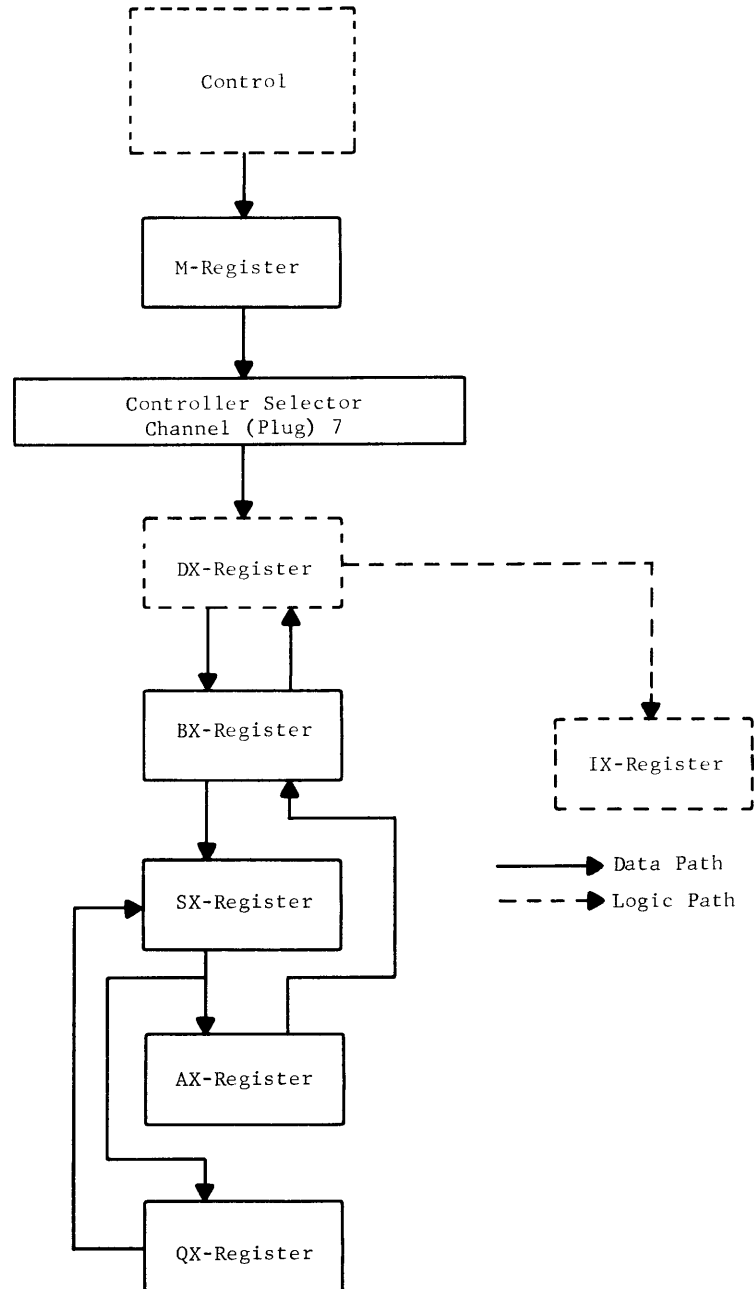 Control
M-Register
Controller Selector
Channel (Plug) 7
DX-Register
BX-Register
IX-Register
Data Path
SX-Register
Logic Path
AX-Register
QX-Register